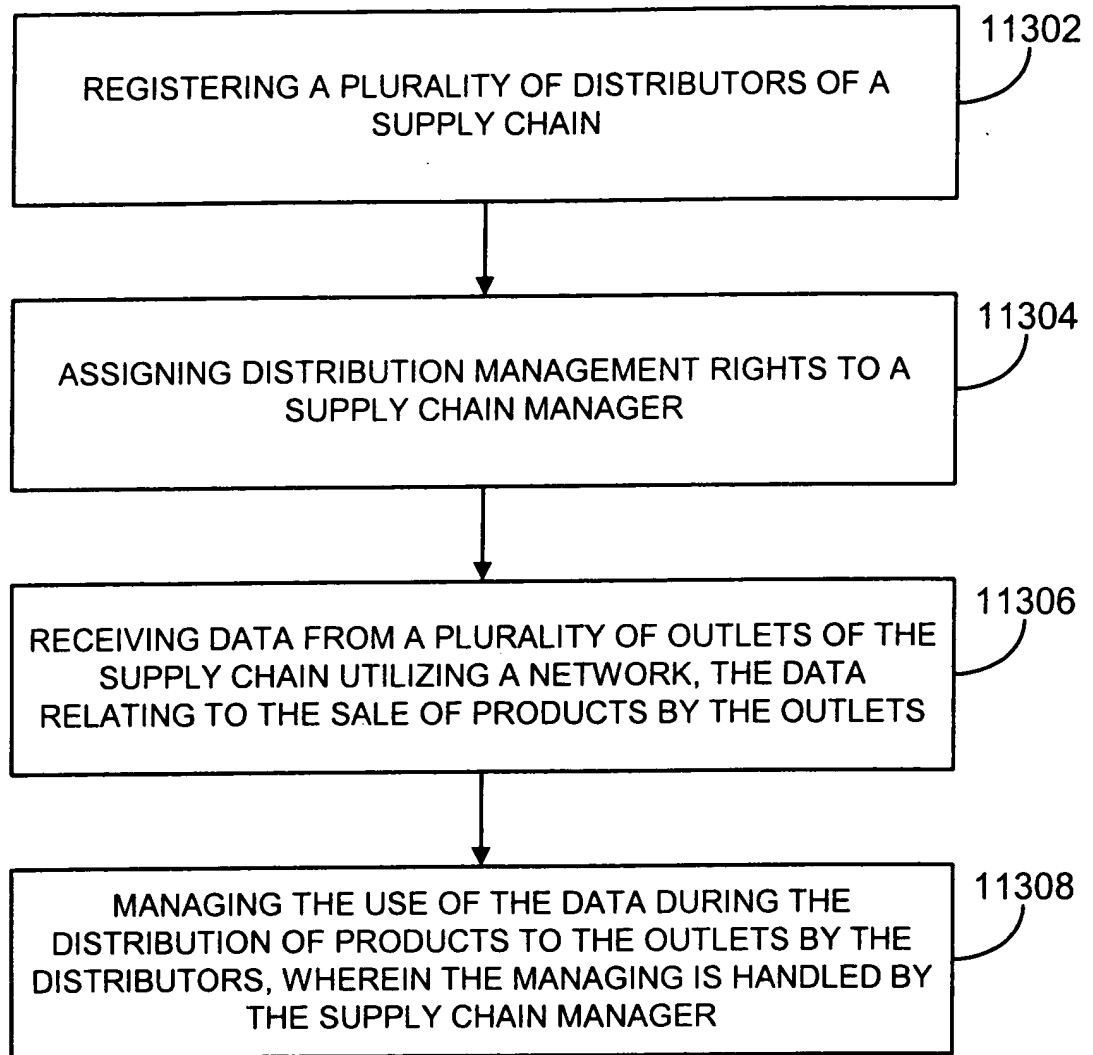 11302
REGISTERING A PLURALITY OF DISTRIBUTORS OF A
SUPPLY CHAIN
11304
ASSIGNING DISTRIBUTION MANAGEMENT RIGHTS TO A
SUPPLY CHAIN MANAGER
11306
RECEIVING DATA FROM A PLURALITY OF OUTLETS OF THE
SUPPLY CHAIN UTILIZING A NETWORK, THE DATA
RELATING TO THE SALE OF PRODUCTS BY THE OUTLETS
11308
MANAGING THE USE OF THE DATA DURING THE
DISTRIBUTION OF PRODUCTS TO THE OUTLETS BY THE
DISTRIBUTORS, WHEREIN THE MANAGING IS HANDLED BY
THE SUPPLY CHAIN MANAGER